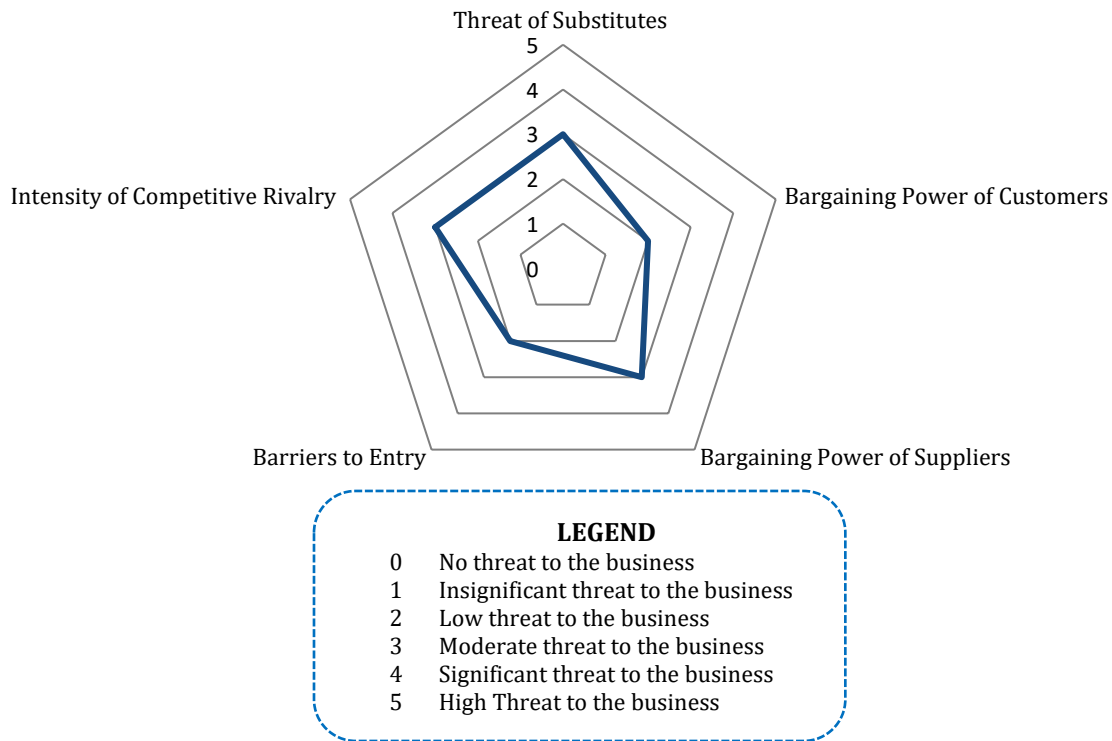 Threat of Substitutes
5
4
3
2
1
0
Intensity of Competitive Rivalry
Bargaining Power of Customers
Barriers to Entry
Bargaining Power of Suppliers
LEGEND
0 No threat to the business
1 Insignificant threat to the business
2 Low threat to the business
3 Moderate threat to the business
4 Significant threat to the business
5 High Threat to the business